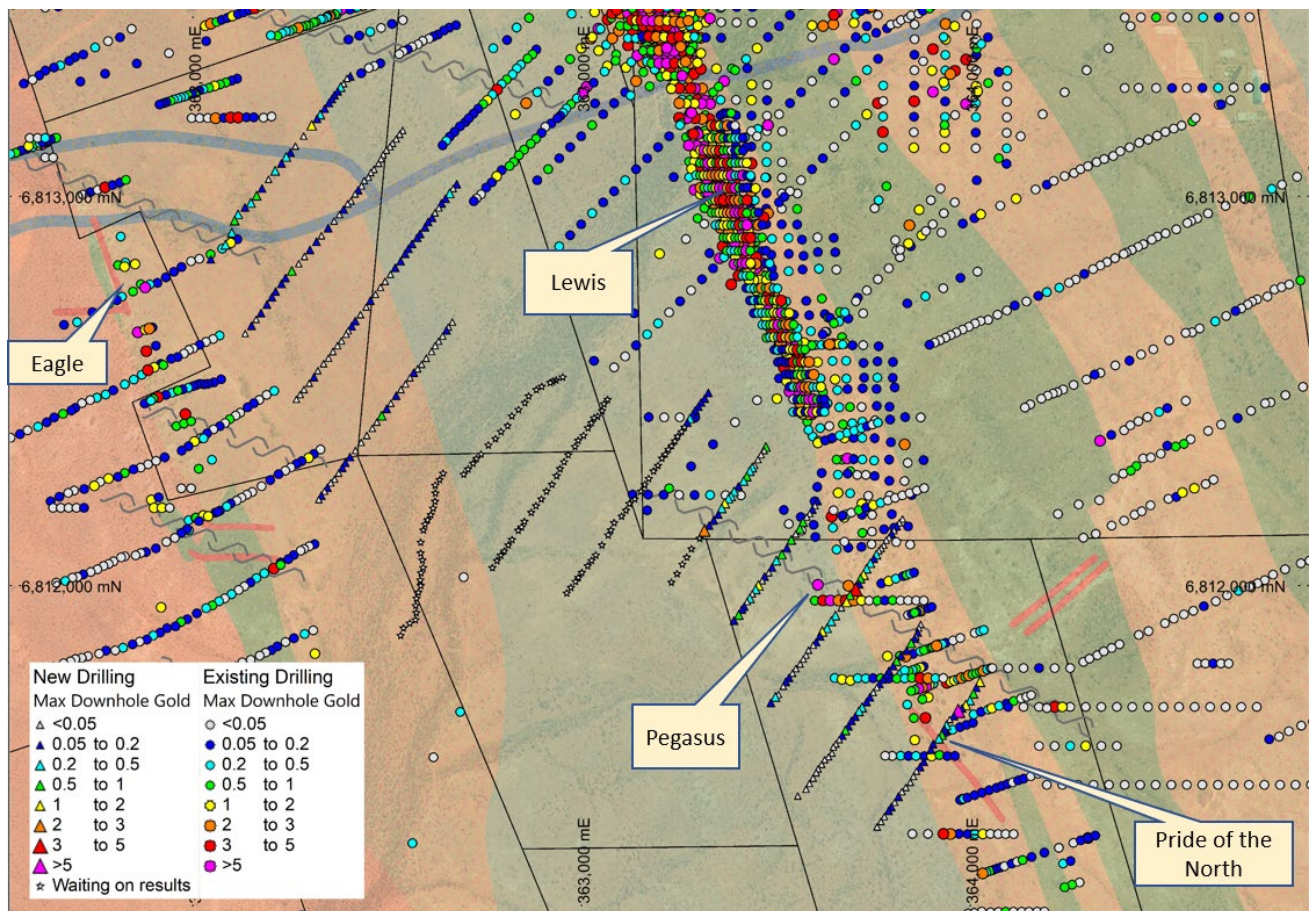 362,000 mE
363,000 mE
364,000 mE
6,813,000 mN
6,813,000 mN
Lewis
Eagle
6,812,000 mN
6,812,000 mN
Pegasus
Pride of the
North
363,000 mE
364,000 mE
New Drilling
Max Downhole Gold
<0.05
0.05 to 0.2
0.2 to 0.5
0.5 to 1
1 to 2
2 to 3
3 to 5
>5
Waiting on results
Existing Drilling
Max Downhole Gold
<0.05
0.05 to 0.2
0.2 to 0.5
0.5 to 1
1 to 2
2 to 3
3 to 5
>5